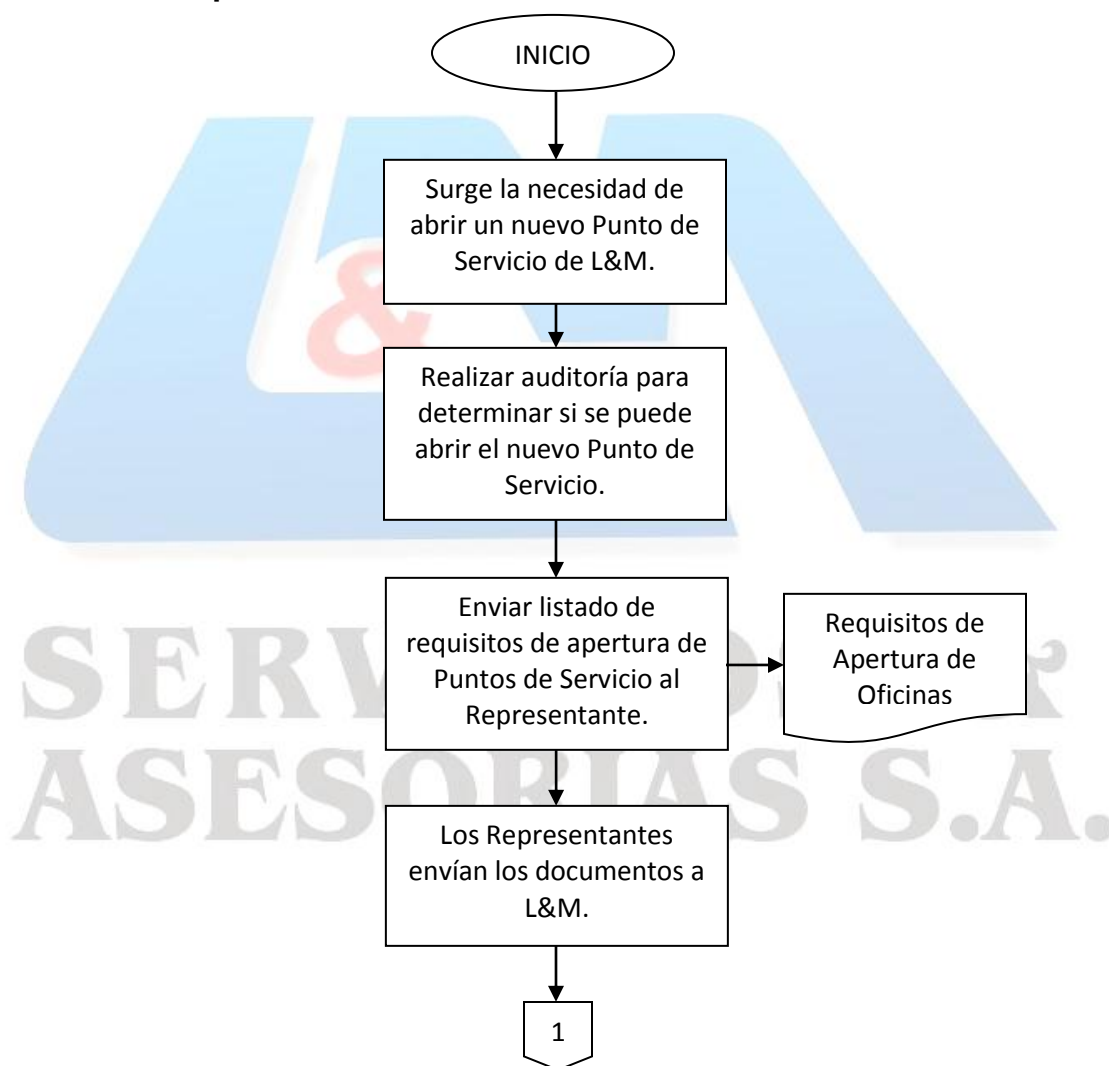 INICIO
Surge la necesidad de
abrir un nuevo Punto de
Servicio de L&M.
Realizar auditoría para
determinar si se puede
abrir el nuevo Punto de
Servicio.
Enviar listado de
requisitos de apertura de
Puntos de Servicio al
Representante.
Requisitos de
Apertura de
Oficinas
Los Representantes
envían los documentos a
L&M.
1
L&M
ASESORIAS S.A.